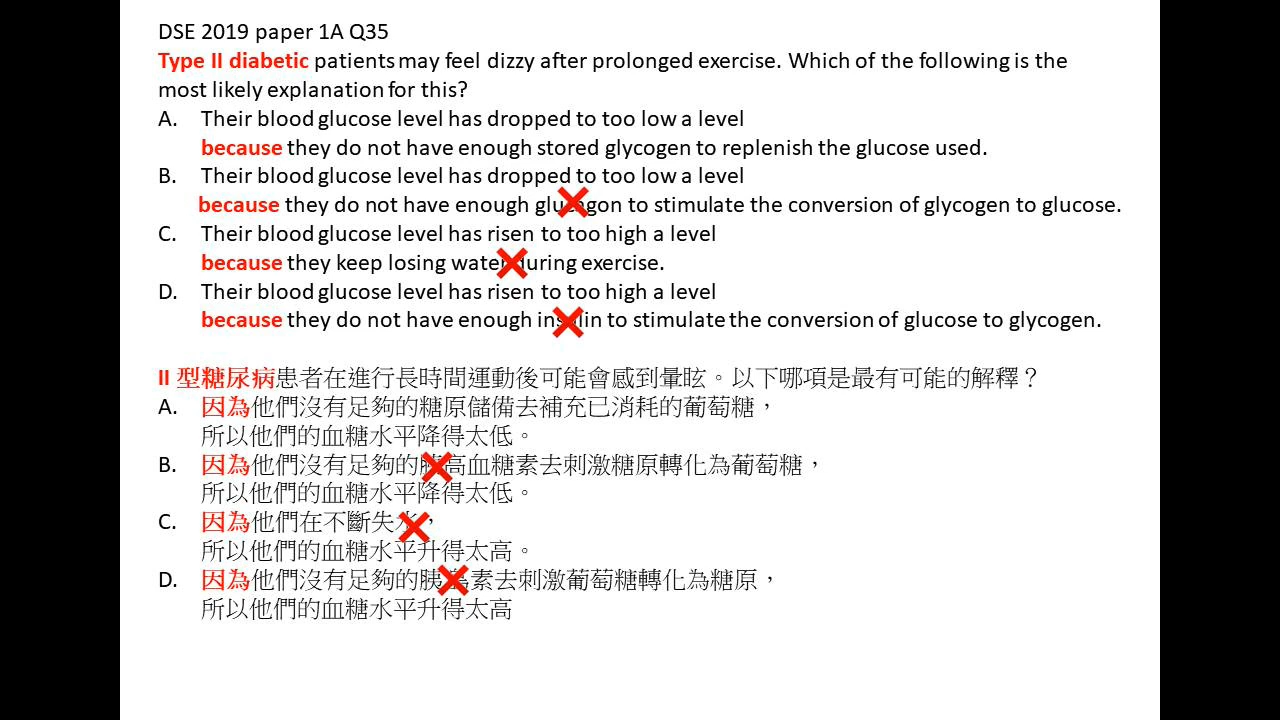 DSE 2019 paper 1A Q35
Type II diabetic patients may feel dizzy after prolonged exercise. Which of the following is the
most likely explanation for this?
A. Their blood glucose level has dropped to too low a level
because they do not have enough stored glycogen to replenish the glucose used.
B. Their blood glucose level has dropped to too low a level
because they do not have enough glucagon to stimulate the conversion of glycogen to glucose.
C. Their blood glucose level has risen to too high a level
because they keep losing water during exercise.
D. Their blood glucose level has risen to too high a level
because they do not have enough insulin to stimulate the conversion of glucose to glycogen.
II 型糖尿病患者在進行長時間運動後可能會感到暈眩。以下哪項是最有可能的解釋？
A. 因為他們沒有足夠的糖原儲備去補充已消耗的葡萄糖，
所以他們的血糖水平降得太低。
B. 因為他們沒有足夠的胰高血糖素去刺激糖原轉化為葡萄糖，
所以他們的血糖水平降得太低。
C. 因為他們在不斷失水，
所以他們的血糖水平升得太高。
D. 因為他們沒有足夠的胰島素去刺激葡萄糖轉化為糖原，
所以他們的血糖水平升得太高